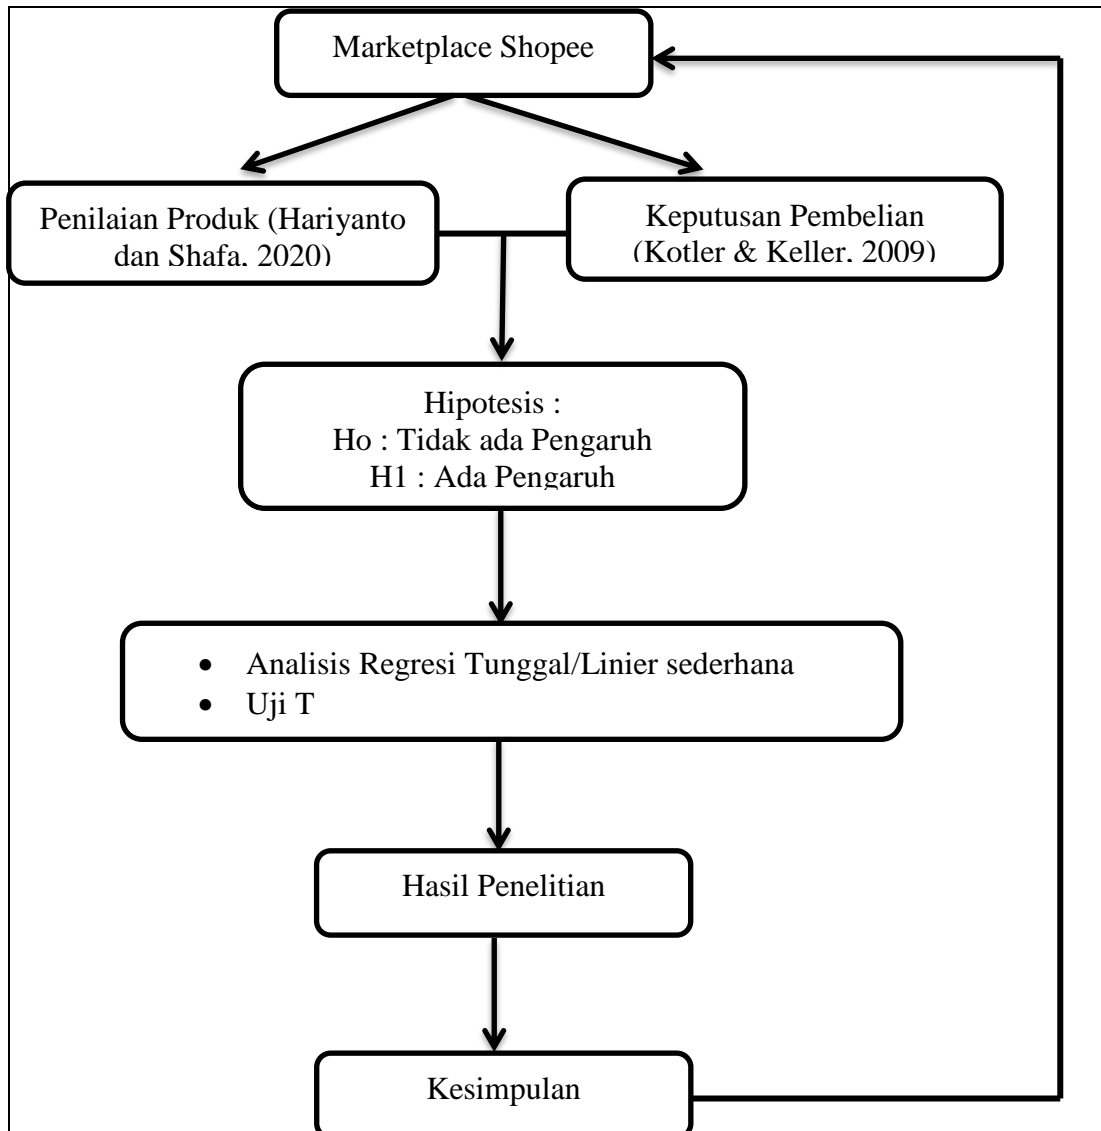 Marketplace Shopee
Penilaian Produk (Hariyanto
dan Shafa, 2020)
Keputusan Pembelian
(Kotler & Keller, 2009)
Hipotesis :
Ho : Tidak ada Pengaruh
H1 : Ada Pengaruh
• Analisis Regresi Tunggal/Linier sederhana
• Uji T
Hasil Penelitian
Kesimpulan